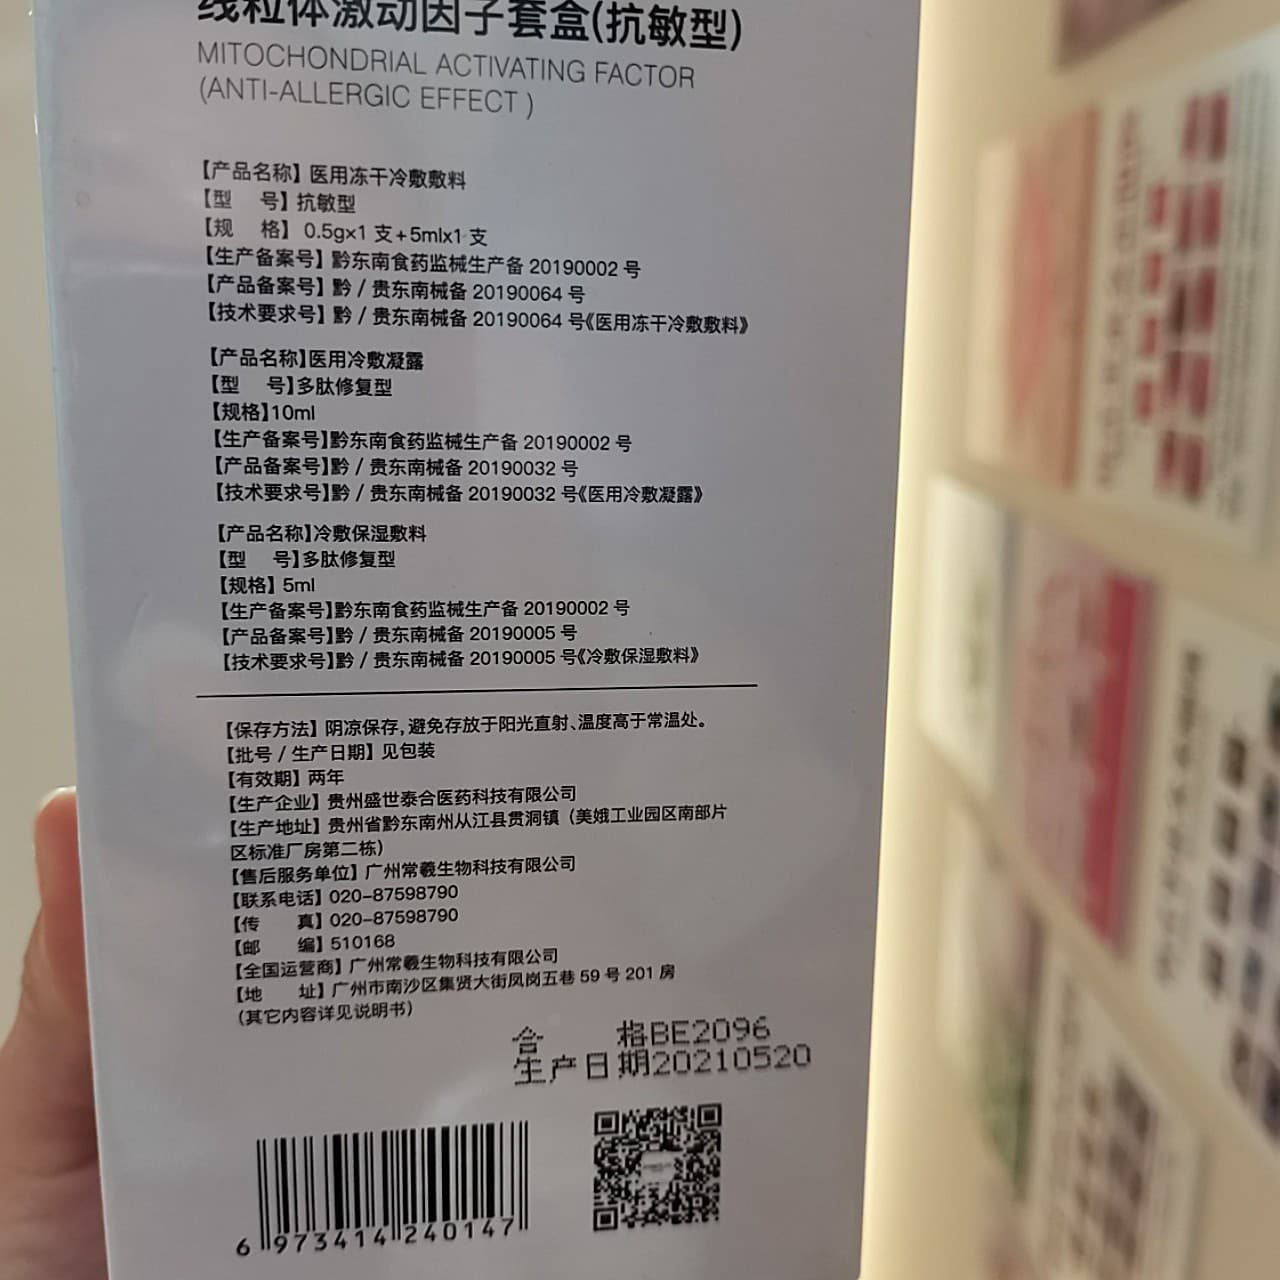 线粒体激动因子套盒(抗敏型)
MITOCHONDRIAL ACTIVATING FACTOR
(ANTI-ALLERGIC EFFECT )
【产品名称】医用冻干冷敷敷料
【型 号】抗敏型
【规 格】 0.5g×1 支+5mlx1 支
【生产备案号】黔东南食药监械生产备 20190002 号
【产品备案号】黔 / 贵东南械备 20190064 号
【技术要求号】黔 / 贵东南械备 20190064 号《医用冻干冷敷敷料》
【产品名称】医用冷敷凝露
【型 号】多肽修复型
【规格】10ml
【生产备案号】黔东南食药监械生产备 20190002 号
【产品备案号】黔 / 贵东南械备 20190032 号
【技术要求号】黔 / 贵东南械备 20190032 号《医用冷敷凝露》
【产品名称】冷敷保湿敷料
【型 号】多肽修复型
【规格】 5ml
【生产备案号】黔东南食药监械生产备 20190002 号
【产品备案号】黔 / 贵东南械备 20190005 号
【技术要求号】黔 / 贵东南械备 20190005 号《冷敷保湿敷料》
【保存方法】阴凉保存,避免存放于阳光直射、温度高于常温处。
【批号 / 生产日期】见包装
【有效期】两年
【生产企业】贵州盛世泰合医药科技有限公司
【生产地址】贵州省黔东南州从江县贯洞镇（美娥工业园区南部片
区标准厂房第二栋）
【售后服务单位】广州常羲生物科技有限公司
【联系电话】020-87598790
【传 真】020-87598790
【邮 编】510168
【全国运营商】广州常羲生物科技有限公司
【地 址】广州市南沙区集贤大街凤岗五巷 59 号 201 房
（其它内容详见说明书）
合 格BE2096
生产日期20210520
6 973414 240147